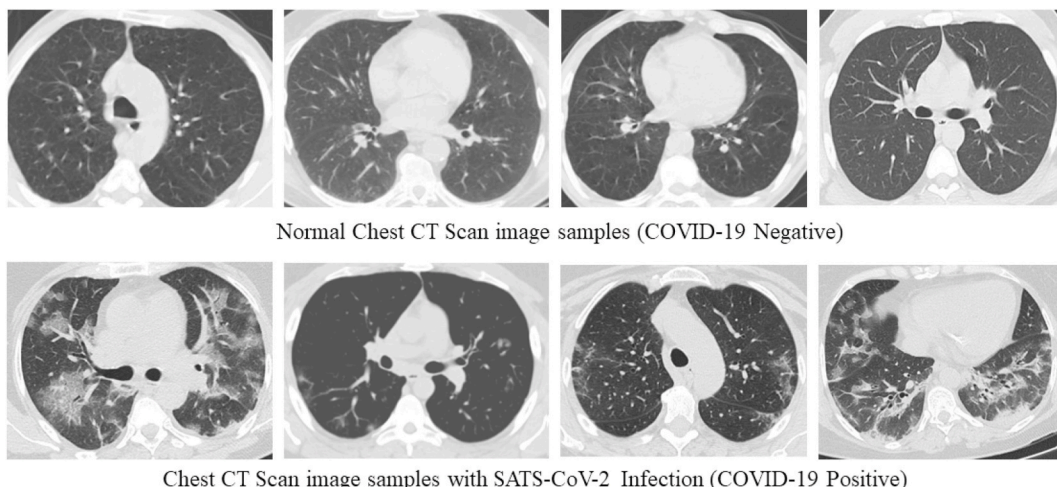 Normal Chest CT Scan image samples (COVID-19 Negative)
Chest CT Scan image samples with SATS-CoV-2 Infection (COVID-19 Positive)